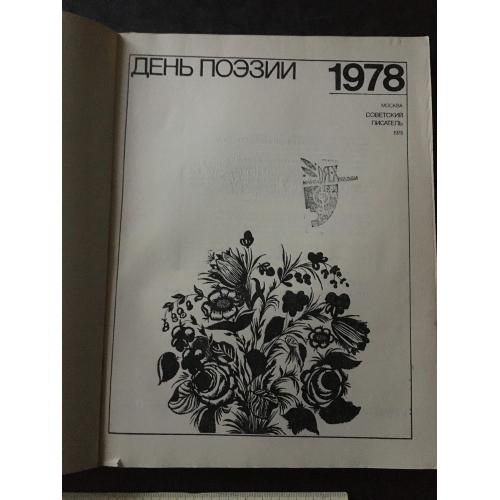 ДЕНЬ ПОЭЗИИ
1978
МОСКВА
СОВЕТСКИЙ
ПИСАТЕЛЬ
1978